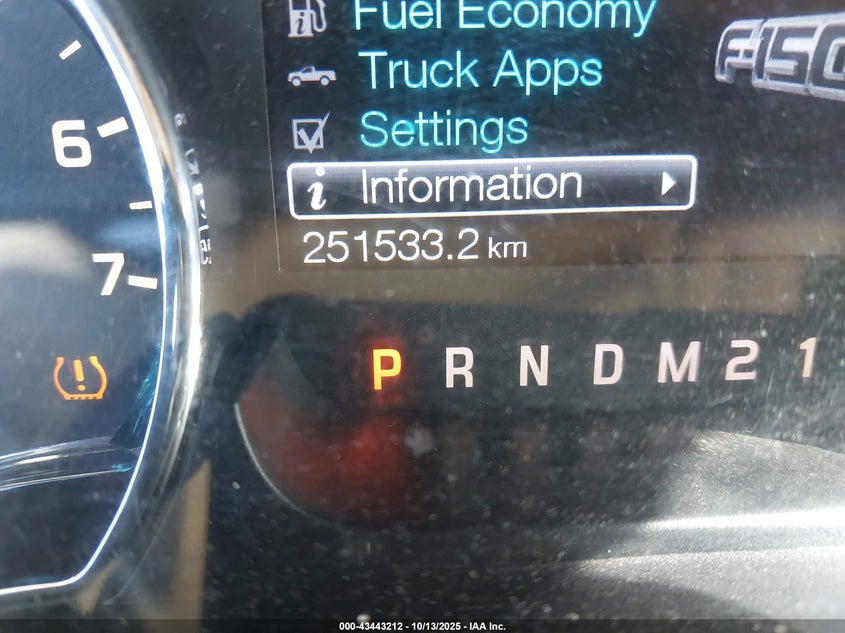 Fuel Economy
F-150
Truck Apps
6
Settings
i Information
251533.2 km
7
P R N D M 2 1
000-43443212 - 10/13/2025 - IAA Inc.